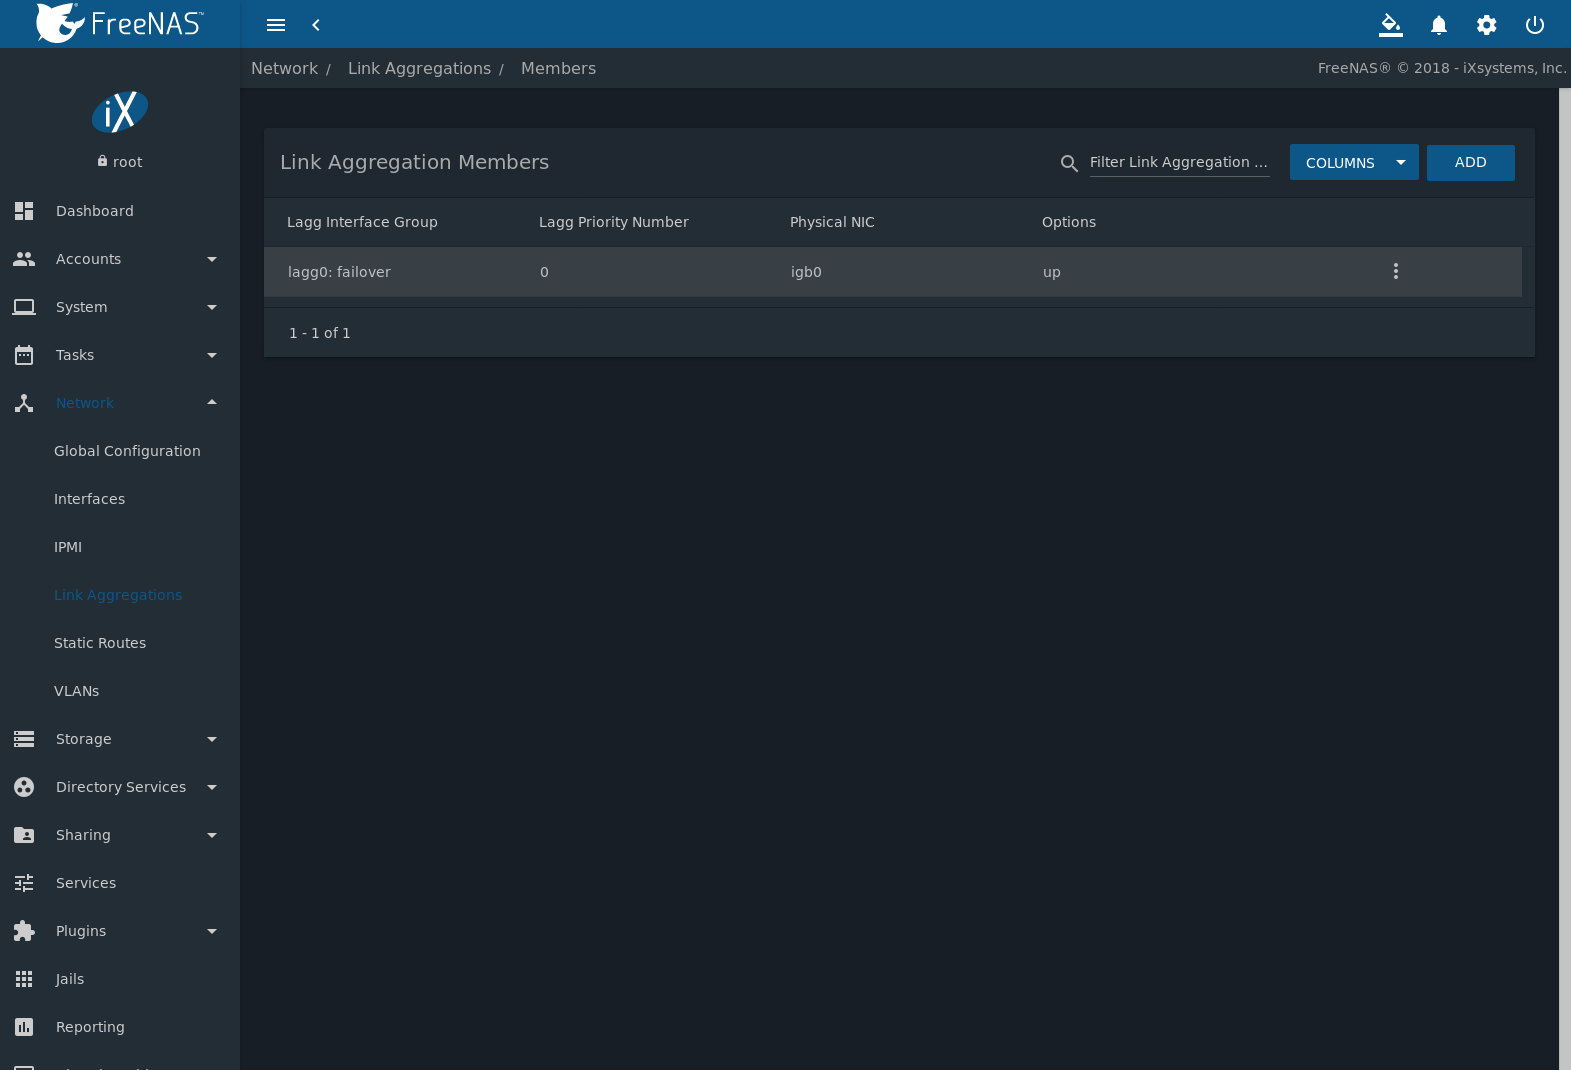 FreeNAS™
Network / Link Aggregations / Members
FreeNAS® © 2018 - iXsystems, Inc.
iX
root
Dashboard
Accounts
System
Tasks
Network
Global Configuration
Interfaces
IPMI
Link Aggregations
Static Routes
VLANs
Storage
Directory Services
Sharing
Services
Plugins
Jails
Reporting
Link Aggregation Members
Filter Link Aggregation ...
COLUMNS
ADD
Lagg Interface Group Lagg Priority Number Physical NIC Options
lagg0: failover 0 igb0 up
1 - 1 of 1